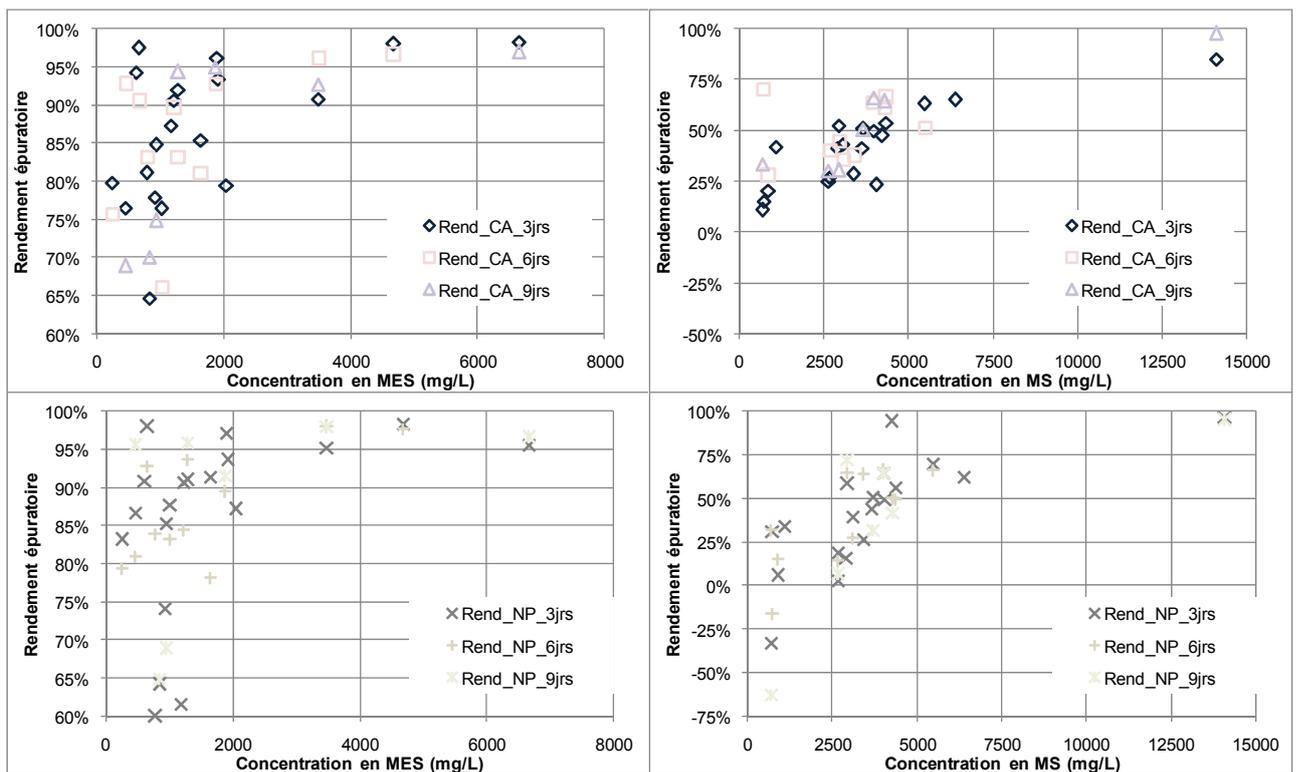 Rendement épuratoire
100%
95%
90%
85%
80%
75%
70%
65%
60%
0
2000
4000
6000
8000
Concentration en MES (mg/L)
Rend_CA_3jrs
Rend_CA_6jrs
Rend_CA_9jrs
Rendement épuratoire
100%
75%
50%
25%
0%
-25%
-50%
0
2500
5000
7500
10000
12500
15000
Concentration en MS (mg/L)
Rend_CA_3jrs
Rend_CA_6jrs
Rend_CA_9jrs
Rendement épuratoire
100%
95%
90%
85%
80%
75%
70%
65%
60%
0
2000
4000
6000
8000
Concentration en MES (mg/L)
Rend_NP_3jrs
Rend_NP_6jrs
Rend_NP_9jrs
Rendement épuratoire
100%
75%
50%
25%
0%
-25%
-50%
-75%
0
2500
5000
7500
10000
12500
15000
Concentration en MS (mg/L)
Rend_NP_3jrs
Rend_NP_6jrs
Rend_NP_9jrs